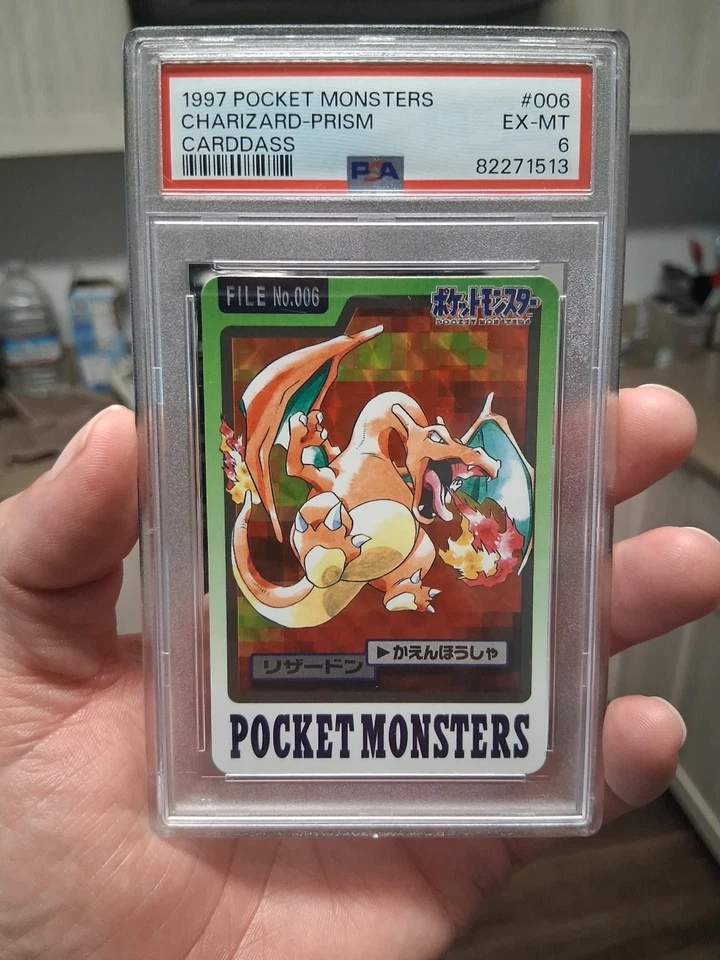 1997 POCKET MONSTERS #006
CHARIZARD-PRISM EX-MT
CARDDASS 6
PSA 82271513
FILE No.006
ポケットモンスター
POCKET MONSTERS
▶かえんほうしゃ
リザードン
POCKET MONSTERS